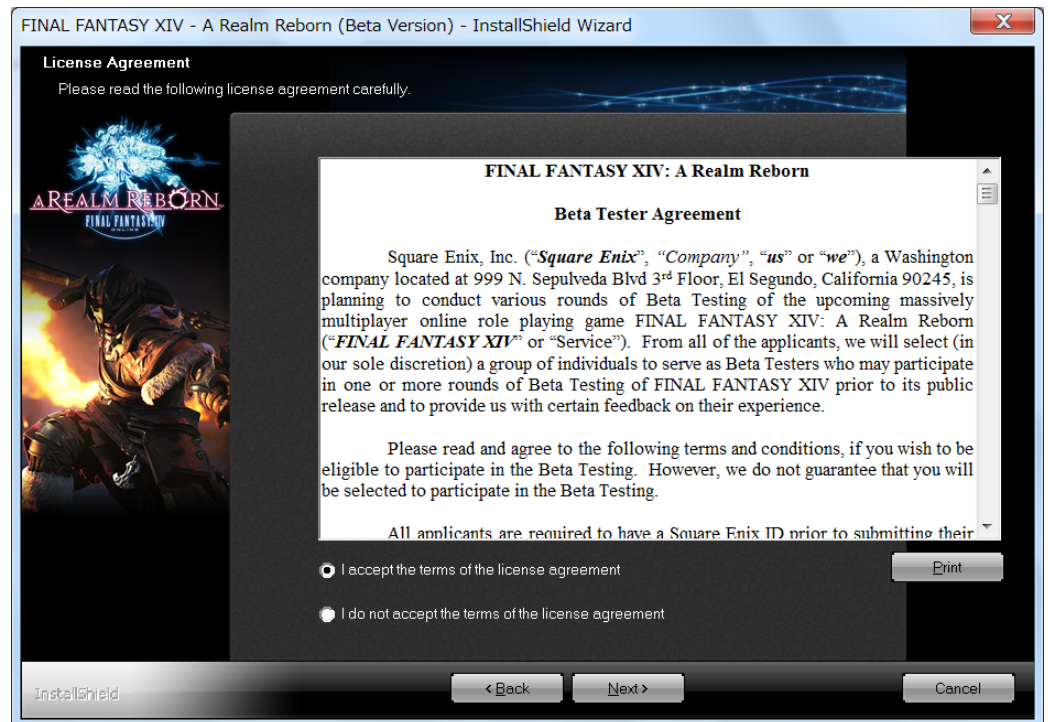 FINAL FANTASY XIV - A Realm Reborn (Beta Version) - InstallShield Wizard
License Agreement
Please read the following license agreement carefully.
A REALM REBORN
FINAL FANTASY XIV
ONLINE
FINAL FANTASY XIV: A Realm Reborn
Beta Tester Agreement
Square Enix, Inc. (“Square Enix”, “Company”, “us” or “we”), a Washington
company located at 999 N. Sepulveda Blvd 3rd Floor, El Segundo, California 90245, is
planning to conduct various rounds of Beta Testing of the upcoming massively
multiplayer online role playing game FINAL FANTASY XIV: A Realm Reborn
(“FINAL FANTASY XIV” or “Service”). From all of the applicants, we will select (in
our sole discretion) a group of individuals to serve as Beta Testers who may participate
in one or more rounds of Beta Testing of FINAL FANTASY XIV prior to its public
release and to provide us with certain feedback on their experience.
Please read and agree to the following terms and conditions, if you wish to be
eligible to participate in the Beta Testing. However, we do not guarantee that you will
be selected to participate in the Beta Testing.
All applicants are required to have a Square Enix ID prior to submitting their
I accept the terms of the license agreement
Print
I do not accept the terms of the license agreement
InstallShield
< Back
Next >
Cancel